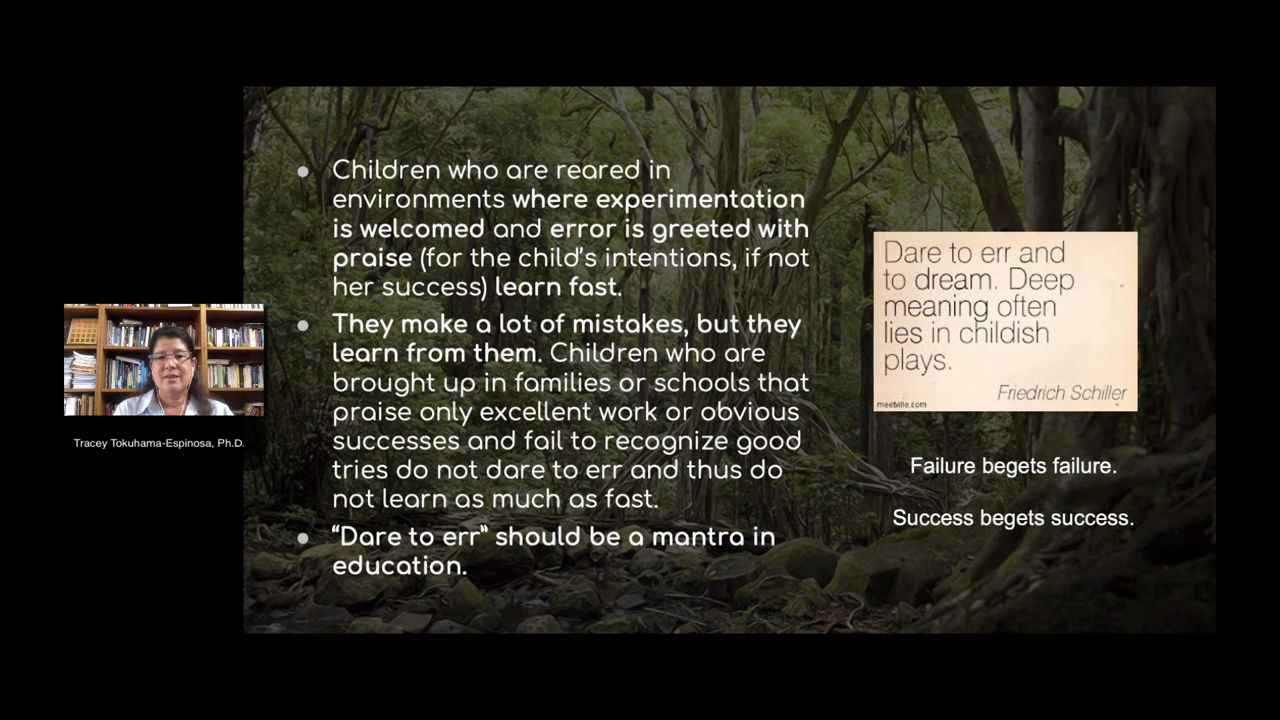 Children who are reared in
environments where experimentation
is welcomed and error is greeted with
praise (for the child's intentions, if not
her success) learn fast.
They make a lot of mistakes, but they
learn from them. Children who are
brought up in families or schools that
praise only excellent work or obvious
successes and fail to recognize good
tries do not dare to err and thus do
not learn as much as fast.
“Dare to err” should be a mantra in
education.
Dare to err and
to dream. Deep
meaning often
lies in childish
plays.
Friedrich Schiller
meetville.com
Failure begets failure.
Success begets success.
Tracey Tokuhama-Espinosa, Ph.D.